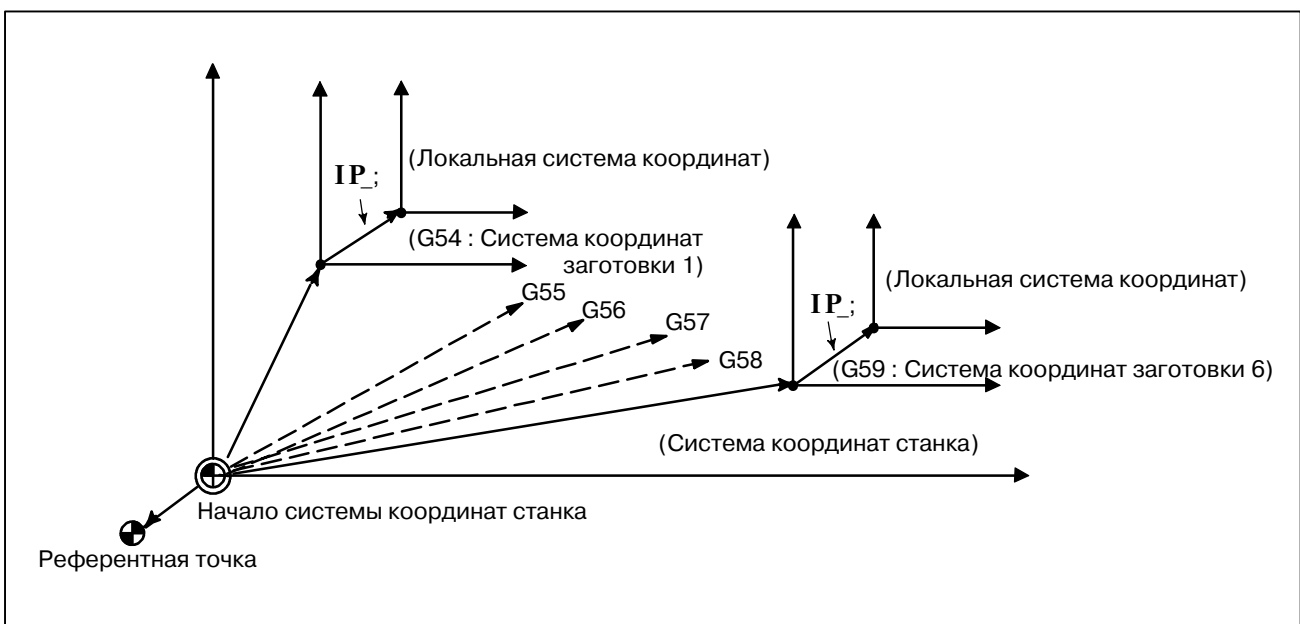 (Локальная система координат)
IP_;
(G54 : Система координат
заготовки 1)
G55
G56
G57
G58
(Локальная система координат)
IP_;
(G59 : Система координат заготовки 6)
(Система координат станка)
Начало системы координат станка
Референтная точка